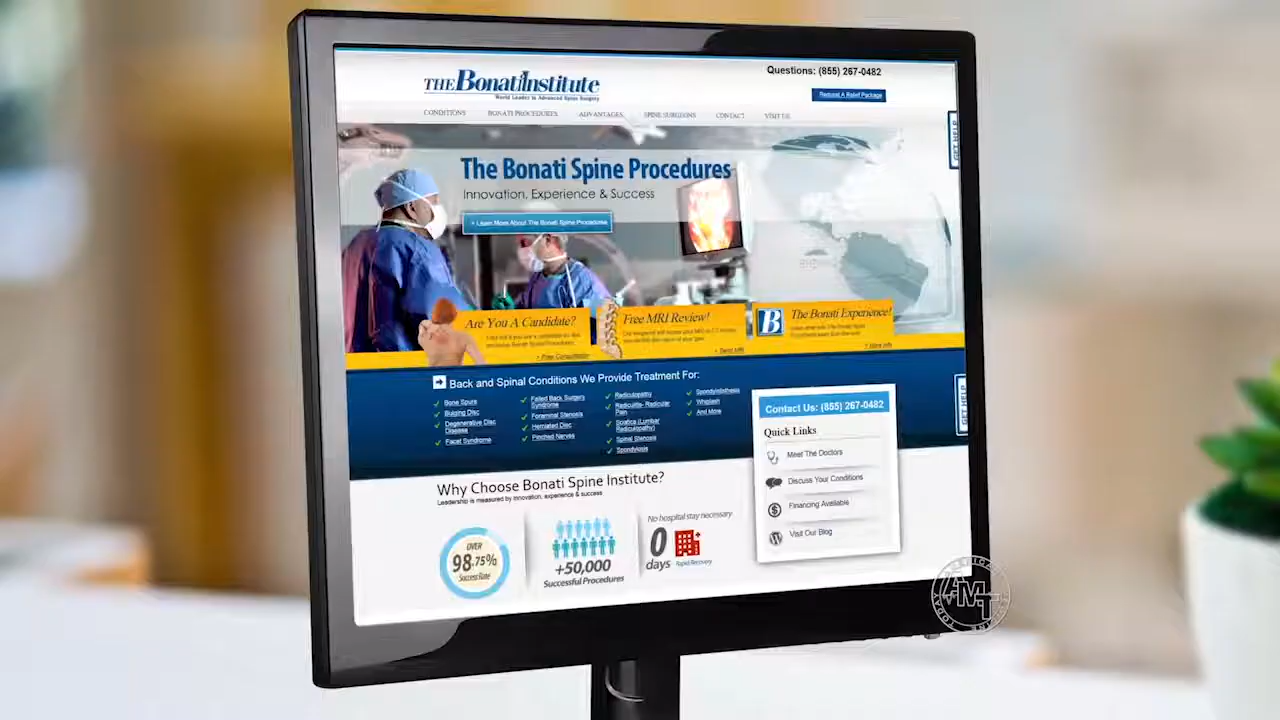 THE Bonati Institute
World Leader in Advanced Spine Surgery
Questions: (855) 267-0482
Request A Relief Package
CONDITIONS BONATI PROCEDURES ADVANTAGES SPINE SURGEONS CONTACT VISIT US
GET HELP
The Bonati Spine Procedures
Innovation, Experience & Success
+ Learn More About The Bonati Spine Procedures
Are You A Candidate?
+ Free Consultation
Free MRI Review!
+ Send MRI
B
The Bonati Experience!
+ More Info
Back and Spinal Conditions We Provide Treatment For:
Bone Spurs
Bulging Disc
Degenerative Disc
Disease
Facet Syndrome
Failed Back Surgery
Syndrome
Foraminal Stenosis
Herniated Disc
Pinched Nerves
Radiculopathy
Radiculitis- Radicular
Pain
Sciatica (Lumbar
Radiculopathy)
Spinal Stenosis
Spondylosis
Spondylolisthesis
Whiplash
And More
GET HELP
Contact Us: (855) 267-0482
Quick Links
Meet The Doctors
Discuss Your Conditions
Financing Available
Visit Our Blog
Why Choose Bonati Spine Institute?
Leadership is measured by innovation, experience & success
OVER
98.75%
Success Rate
+50,000
Successful Procedures
No hospital stay necessary
0
days
Rapid Recovery
AMT